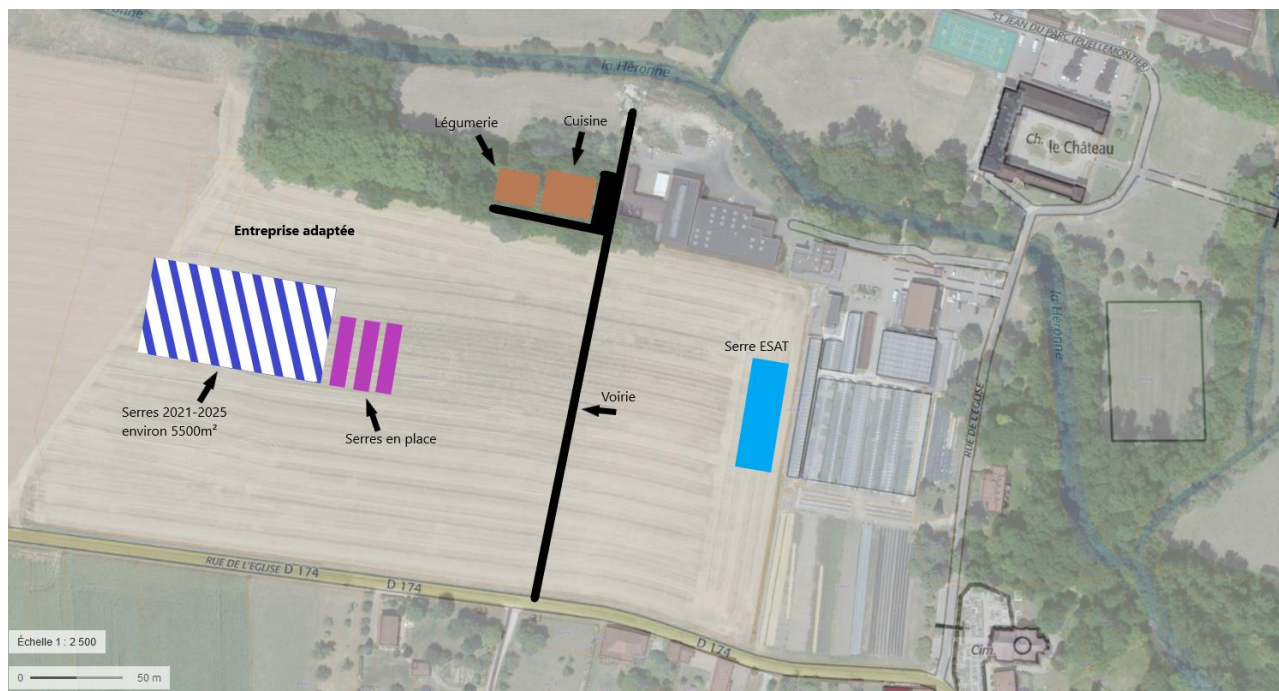 la Héronne
ST JEAN DU PARC (PUELLEMONTIER)
Légumerie
Cuisine
Ch. le Château
Entreprise adaptée
la Héronne
Serre ESAT
Voirie
Serres 2021-2025
environ 5500m²
Serres en place
RUE DE L'EGLISE
RUE DE L'EGLISE D 174
D 174
D 174
Cim
Échelle 1 : 2 500
0 50 m